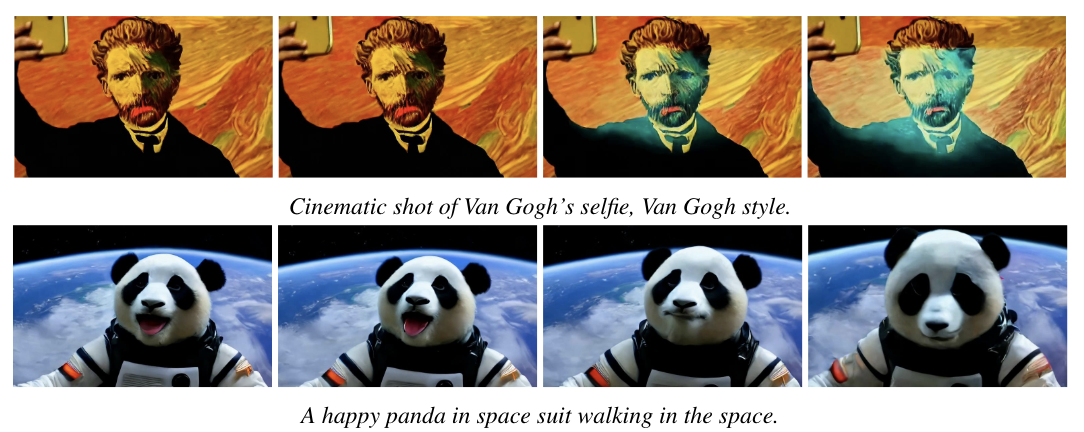 Cinematic shot of Van Gogh's selfie, Van Gogh style.
A happy panda in space suit walking in the space.